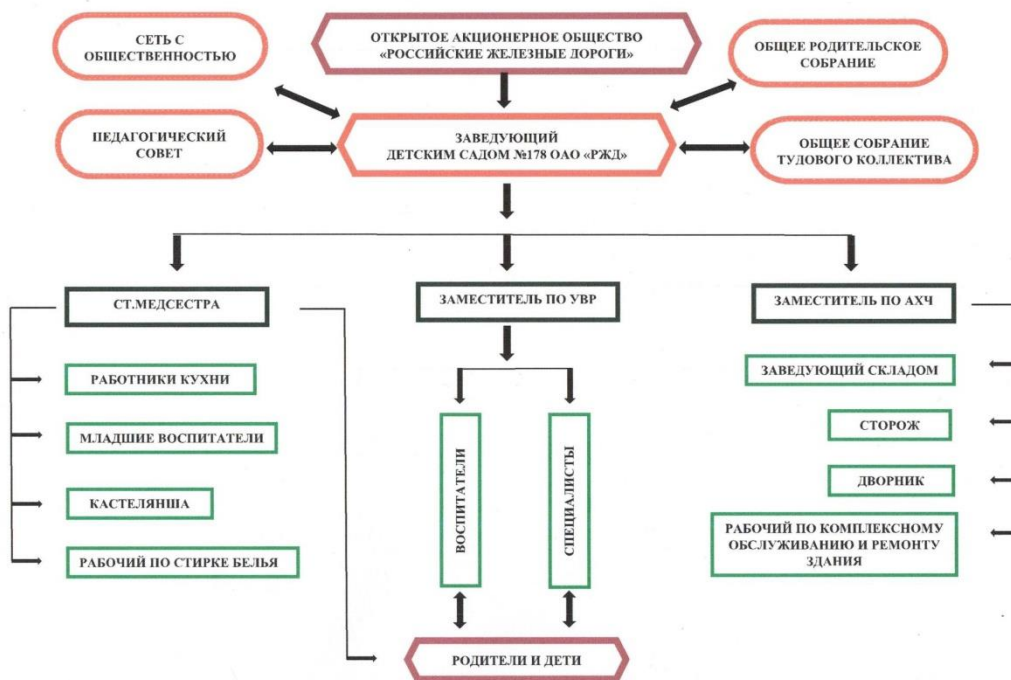 СЕТЬ С
ОБЩЕСТВЕННОСТЬЮ
ОТКРЫТОЕ АКЦИОНЕРНОЕ ОБЩЕСТВО
«РОССИЙСКИЕ ЖЕЛЕЗНЫЕ ДОРОГИ»
ОБЩЕЕ РОДИТЕЛЬСКОЕ
СОБРАНИЕ
ПЕДАГОГИЧЕСКИЙ
СОВЕТ
ЗАВЕДУЮЩИЙ
ДЕТСКИМ САДОМ №178 ОАО «РЖД»
ОБЩЕЕ СОБРАНИЕ
ТУДОВОГО КОЛЛЕКТИВА
СТ.МЕДСЕСТРА
ЗАМЕСТИТЕЛЬ ПО УВР
ЗАМЕСТИТЕЛЬ ПО АХЧ
РАБОТНИКИ КУХНИ
МЛАДШИЕ ВОСПИТАТЕЛИ
КАСТЕЛЯНША
РАБОЧИЙ ПО СТИРКЕ БЕЛЬЯ
ВОСПИТАТЕЛИ
СПЕЦИАЛИСТЫ
ЗАВЕДУЮЩИЙ СКЛАДОМ
СТОРОЖ
ДВОРНИК
РАБОЧИЙ ПО КОМПЛЕКСНОМУ
ОБСЛУЖИВАНИЮ И РЕМОНТУ
ЗДАНИЯ
РОДИТЕЛИ И ДЕТИ